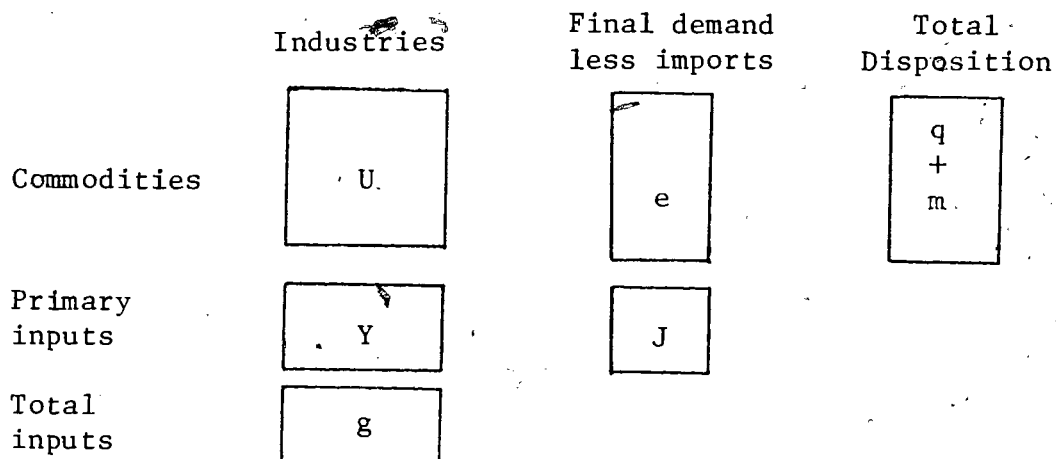 Industries
Final demand
less imports
Total
Disposition
Commodities
U
e
q
+
m
Primary
inputs
Y
J
Total
inputs
g